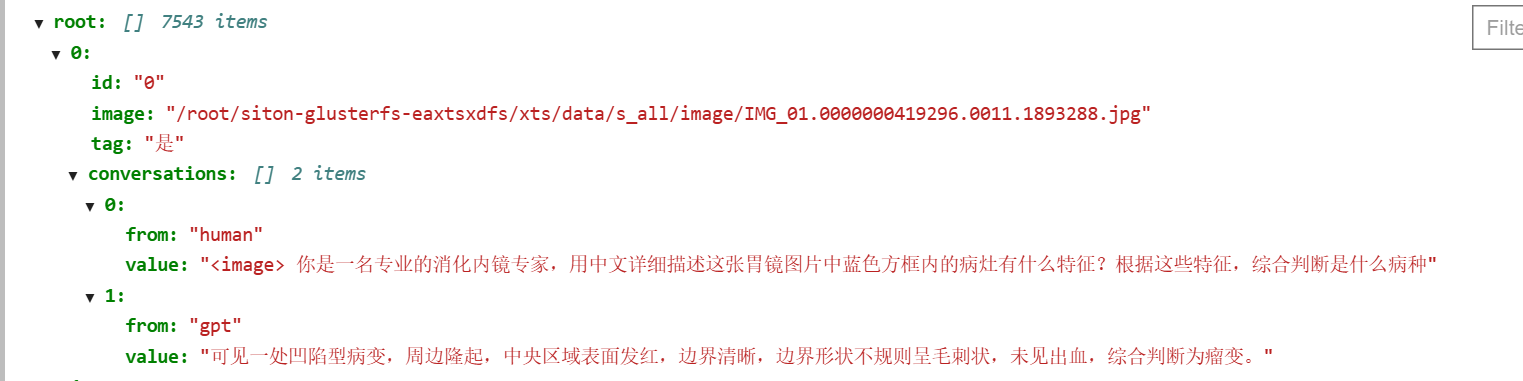 ▼ root: [] 7543 items
Filte
▼ 0:
id: "0"
image: "/root/siton-glusterfs-eaxtsxdfs/xts/data/s_all/image/IMG_01.0000000419296.0011.1893288.jpg"
tag: "是"
▼ conversations: [] 2 items
▼ 0:
from: "human"
value: "<image> 你是一名专业的消化内镜专家，用中文详细描述这张胃镜图片中蓝色方框内的病灶有什么特征？根据这些特征，综合判断是什么病种"
▼ 1:
from: "gpt"
value: "可见一处凹陷型病变，周边隆起，中央区域表面发红，边界清晰，边界形状不规则呈毛刺状，未见出血，综合判断为瘤变。"